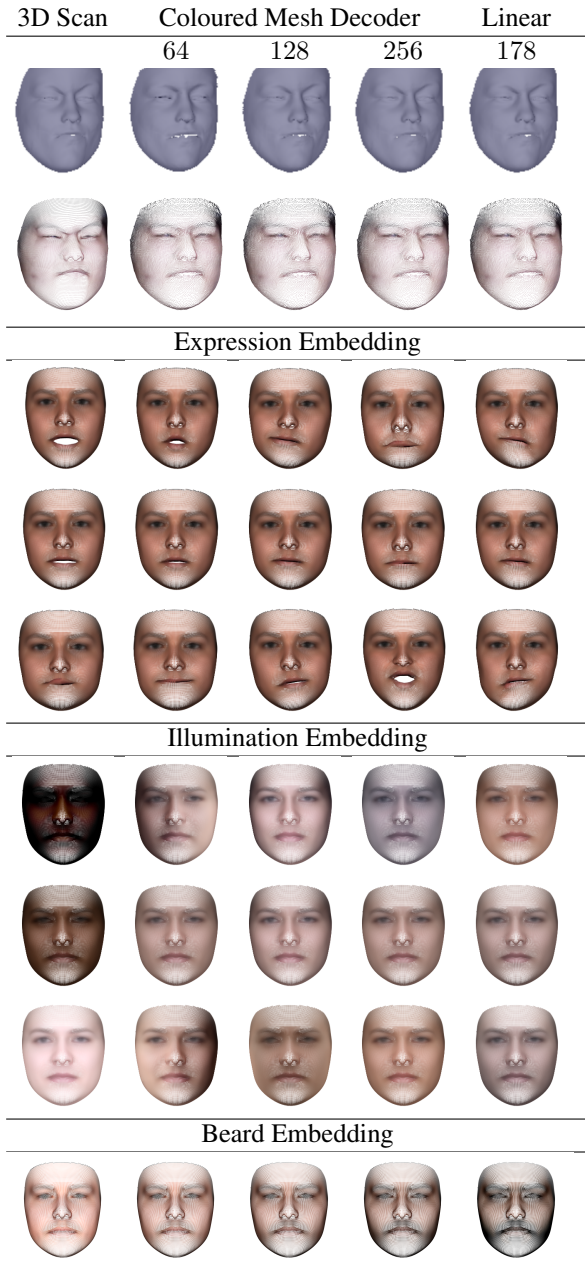 3D Scan Coloured Mesh Decoder Linear
64 128 256 178
Expression Embedding
Illumination Embedding
Beard Embedding